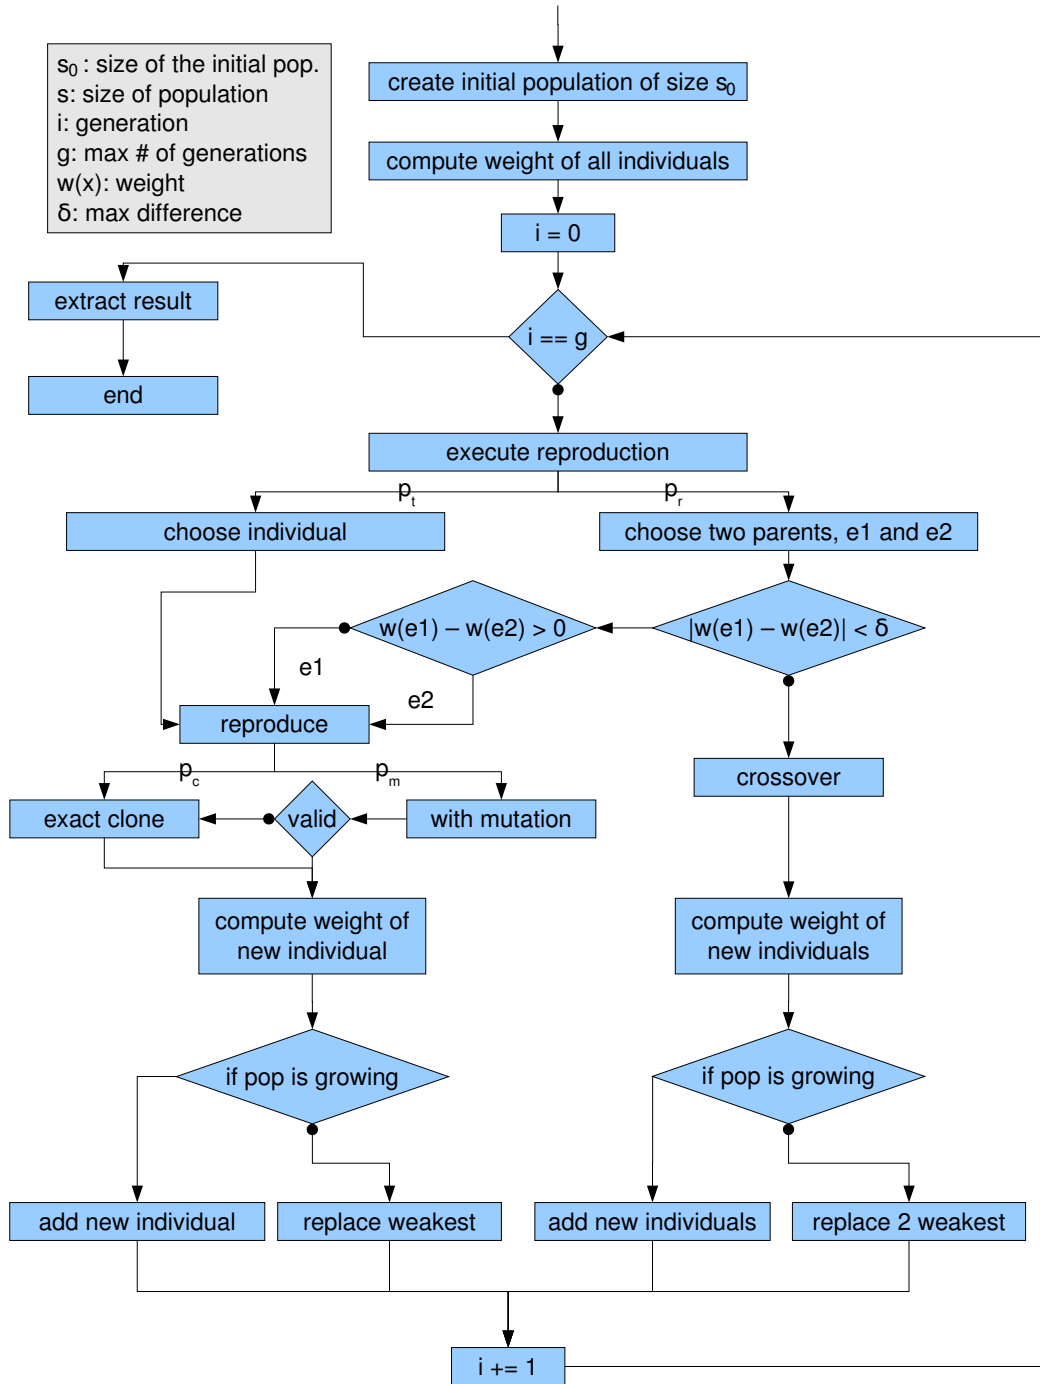 s₀ : size of the initial pop.
s: size of population
i: generation
g: max # of generations
w(x): weight
δ: max difference
create initial population of size s₀
compute weight of all individuals
i = 0
extract result
i == g
end
execute reproduction
pₜ
pᵣ
choose individual
choose two parents, e1 and e2
w(e1) – w(e2) > 0
|w(e1) – w(e2)| < δ
e1
e2
reproduce
p_c
pₘ
crossover
exact clone
valid
with mutation
compute weight of
new individual
compute weight of
new individuals
if pop is growing
if pop is growing
add new individual
replace weakest
add new individuals
replace 2 weakest
i += 1